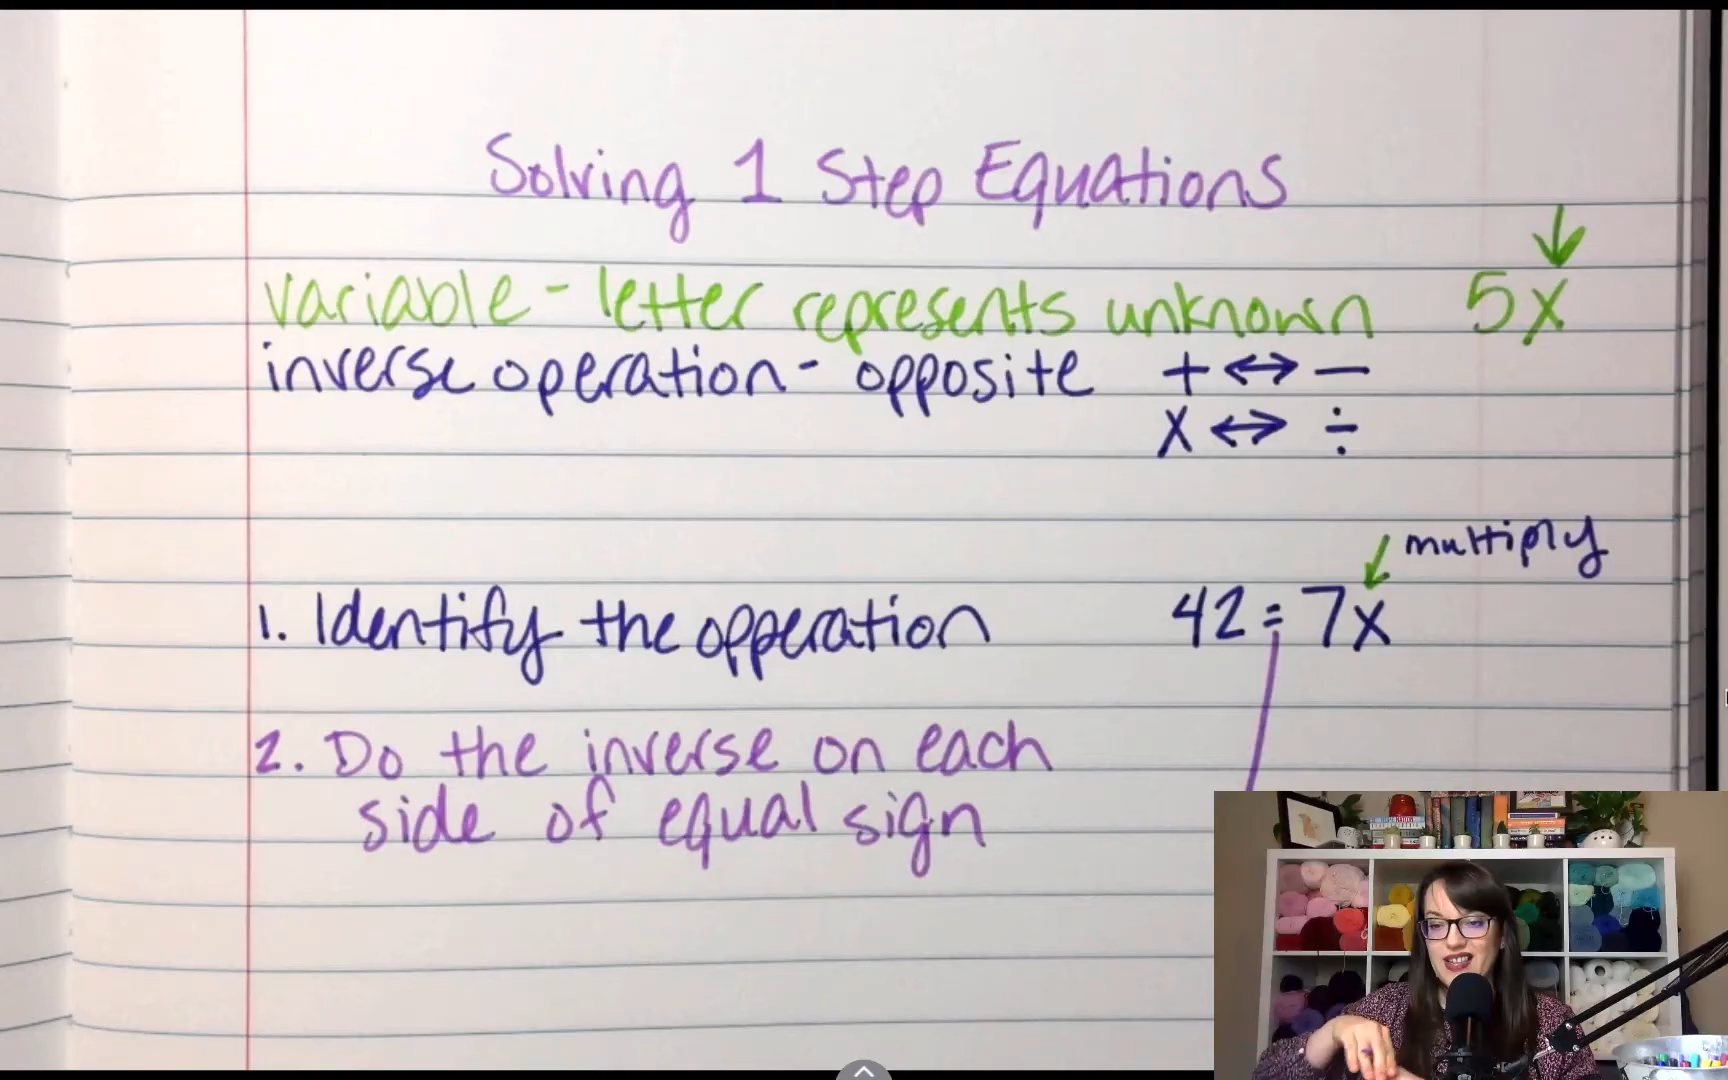 Solving 1 Step Equations
variable - letter represents unknown 5x
inverse operation - opposite + ↔ −
x ↔ ÷
multiply
1. Identify the opperation 42 = 7x
2. Do the inverse on each
side of equal sign